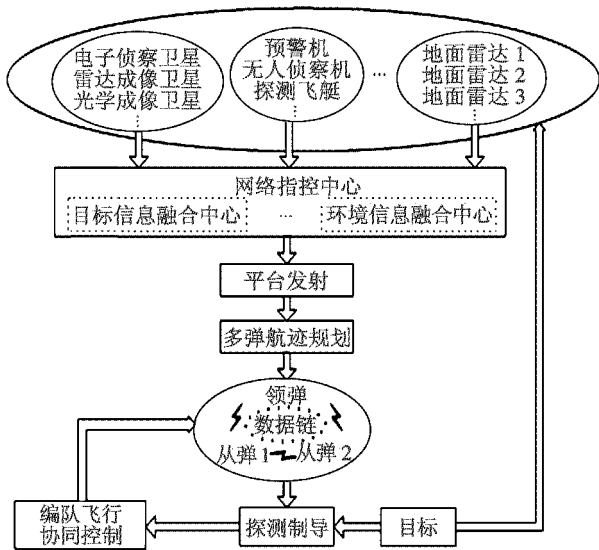 电子侦察卫星
雷达成像卫星
光学成像卫星
⋮
预警机
无人侦察机
探测飞艇
⋮
…
地面雷达 1
地面雷达 2
地面雷达 3
⋮
网络指控中心
目标信息融合中心 … 环境信息融合中心
平台发射
多弹航迹规划
领弹
数据链
从弹 1 从弹 2
编队飞行
协同控制
探测制导
目标